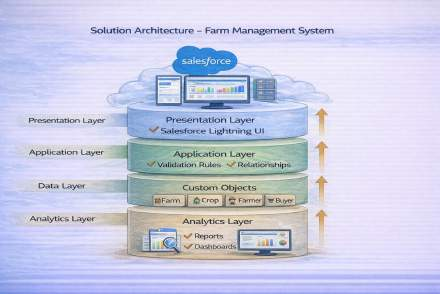 Solution Architecture – Farm Management System
salesforce
Presentation Layer
Presentation Layer
✓ Salesforce Lightning UI
Application Layer
Application Layer
✓ Validation Rules ✓ Relationships
Data Layer
Custom Objects
Farm Crop Farmer Buyer
Analytics Layer
Analytics Layer
✓ Reports
✓ Dashboards